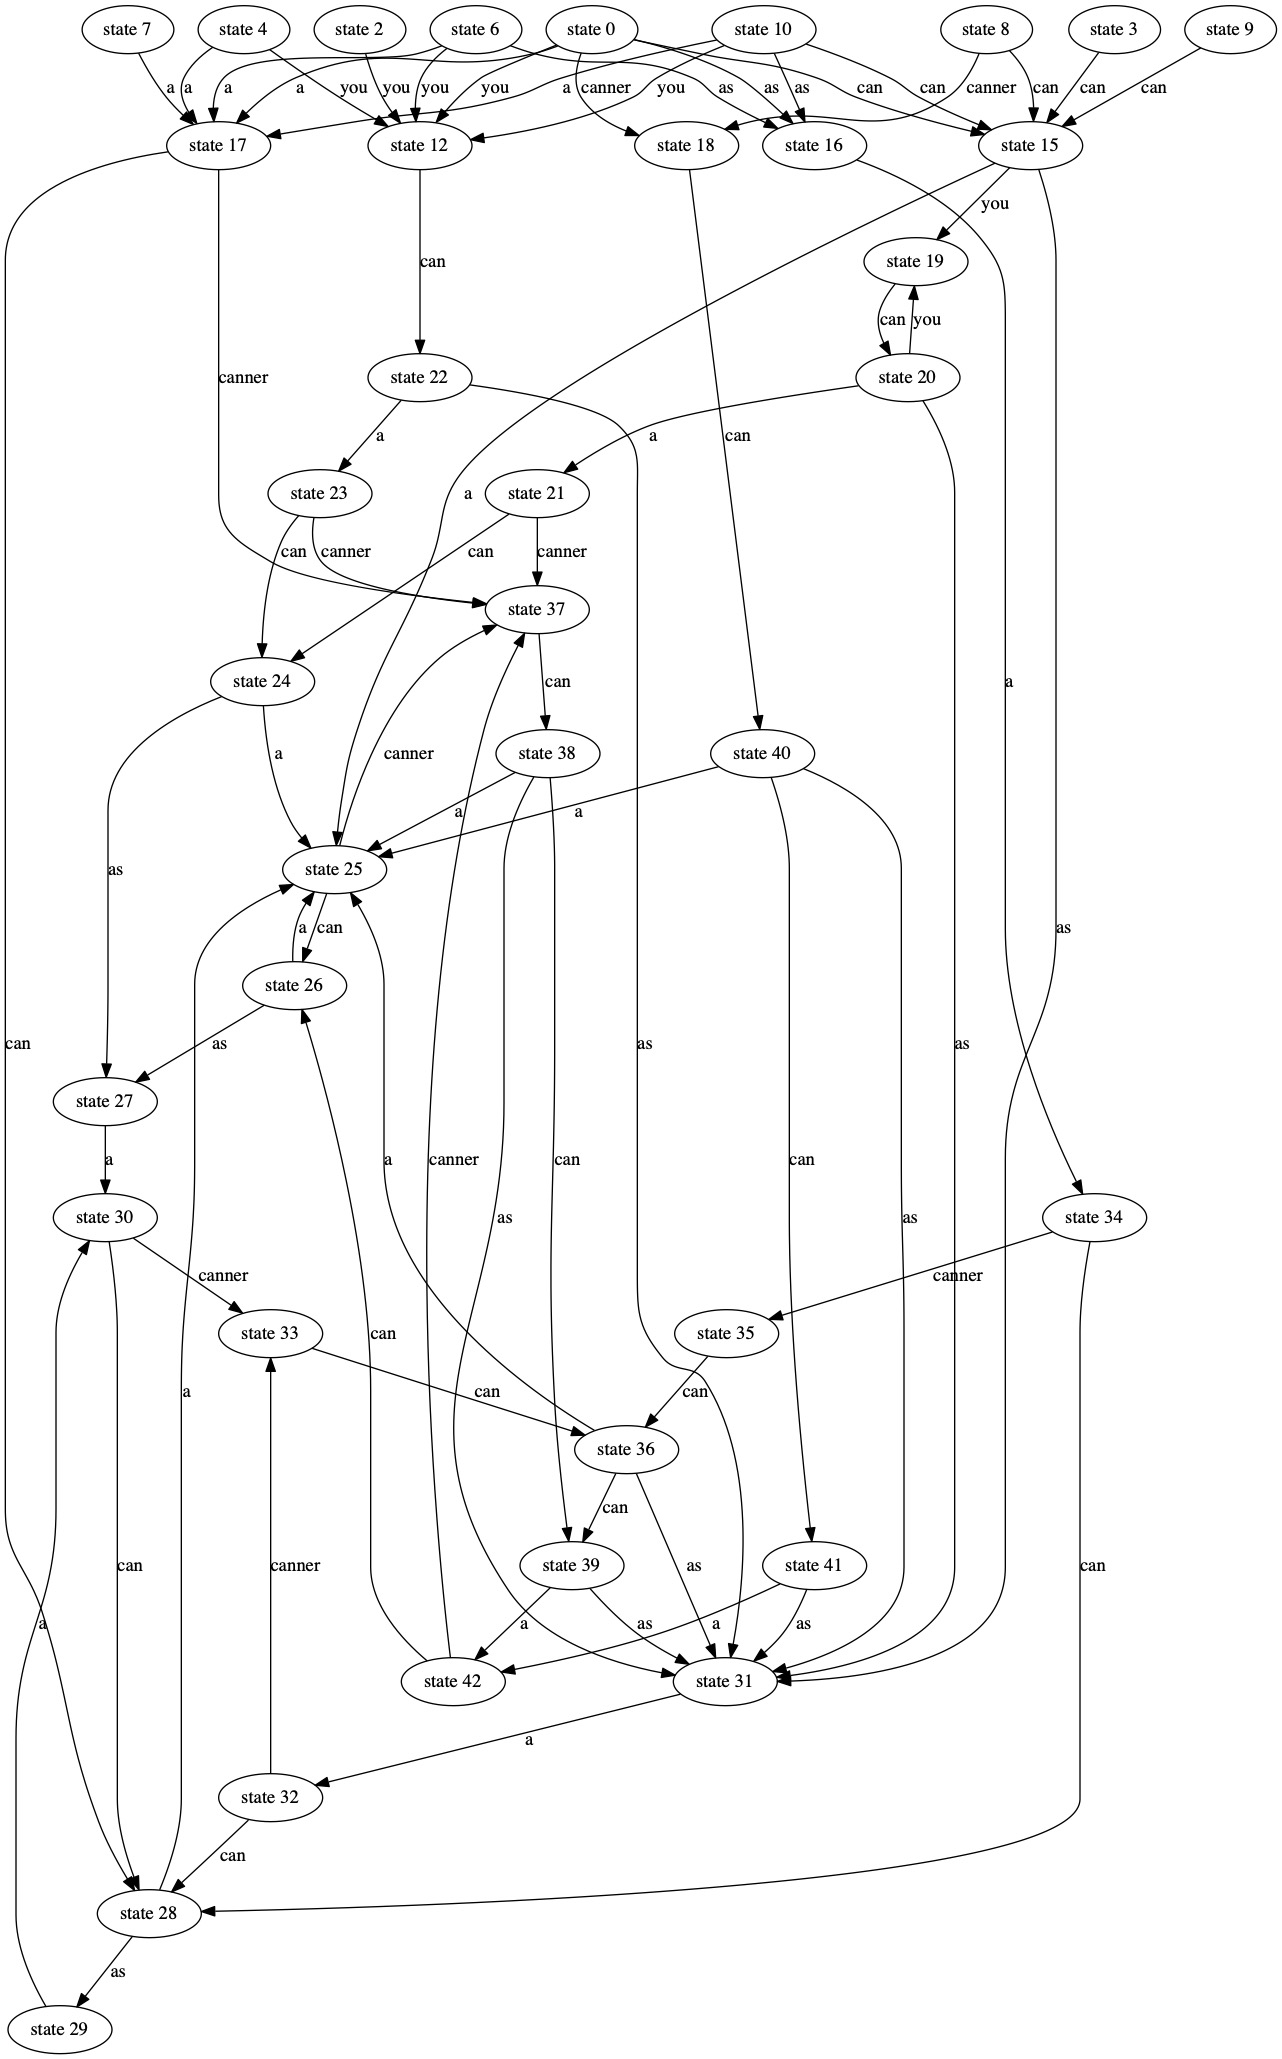 state 7 state 4 state 2 state 6 state 0 state 10 state 8 state 3 state 9
a a you you a you a you a you canner as as can can canner can can can
state 17 state 12 state 18 state 16 state 15
you
can state 19
can you
canner state 22 state 20
a a can
state 23 state 21 a
can canner can canner
state 37
state 24 can a
a canner state 38 state 40
a a
as state 25
a can as
state 26
can as as as
state 27
a a canner can can
as as
state 30 state 34
canner canner
state 33 state 35
can can can
state 36
can
can canner as can
state 39 state 41
a a as a as
state 42 state 31
a
state 32
can
state 28
as
state 29